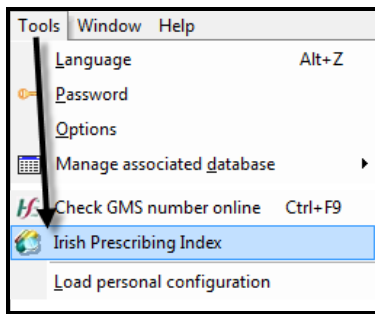 Tools Window Help
Language Alt+Z
Password
Options
Manage associated database
Check GMS number online Ctrl+F9
Irish Prescribing Index
Load personal configuration